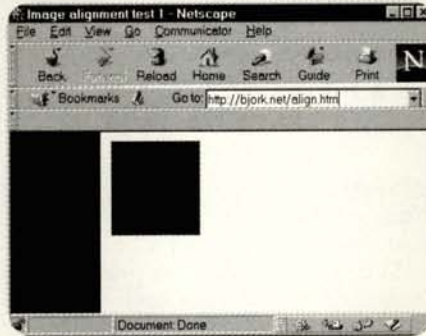 Image alignment test 1 - Netscape
File Edit View Go Communicator Help
Back Forward Reload Home Search Guide Print N
Bookmarks Go to: http://bjork.net/align.htm
Document: Done